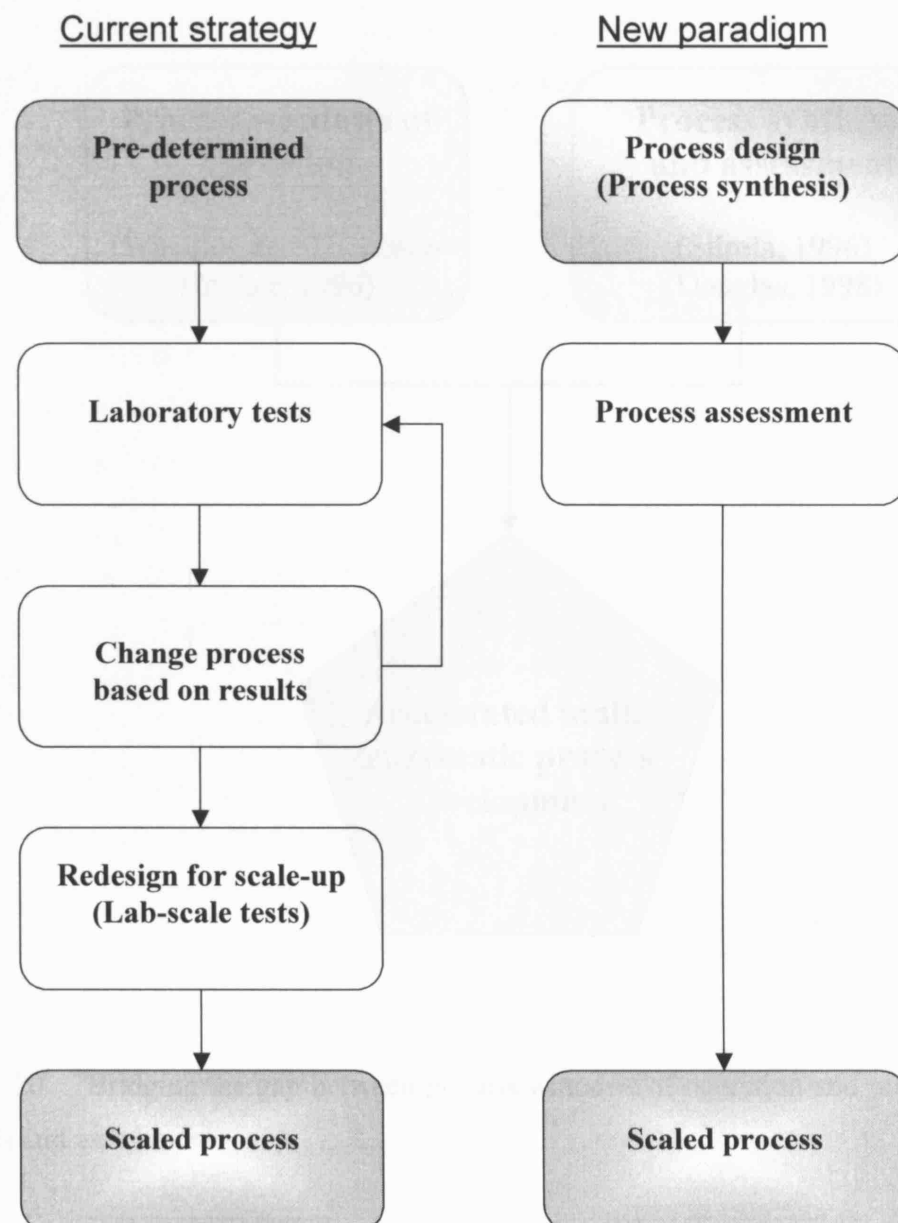 Current strategy
New paradigm
Pre-determined
process
Process design
(Process synthesis)
Laboratory tests
Process assessment
Change process
based on results
Redesign for scale-up
(Lab-scale tests)
Scaled process
Scaled process